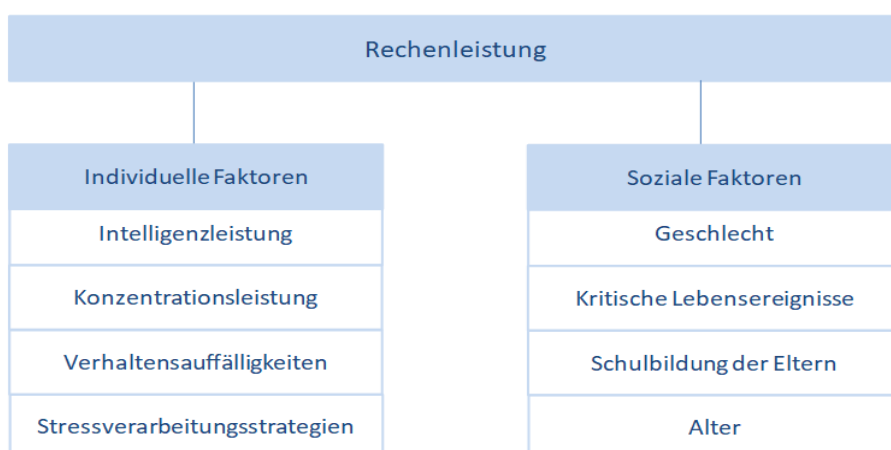 Rechenleistung
Individuelle Faktoren
Intelligenzleistung
Konzentrationsleistung
Verhaltensauffälligkeiten
Stressverarbeitungsstrategien
Soziale Faktoren
Geschlecht
Kritische Lebensereignisse
Schulbildung der Eltern
Alter